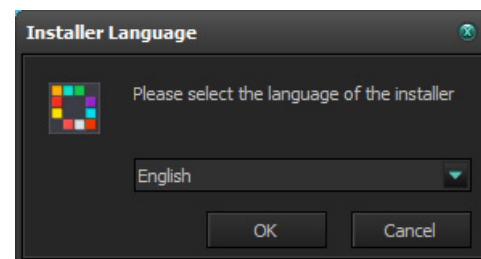 Installer Language
Please select the language of the installer
English
OK
Cancel